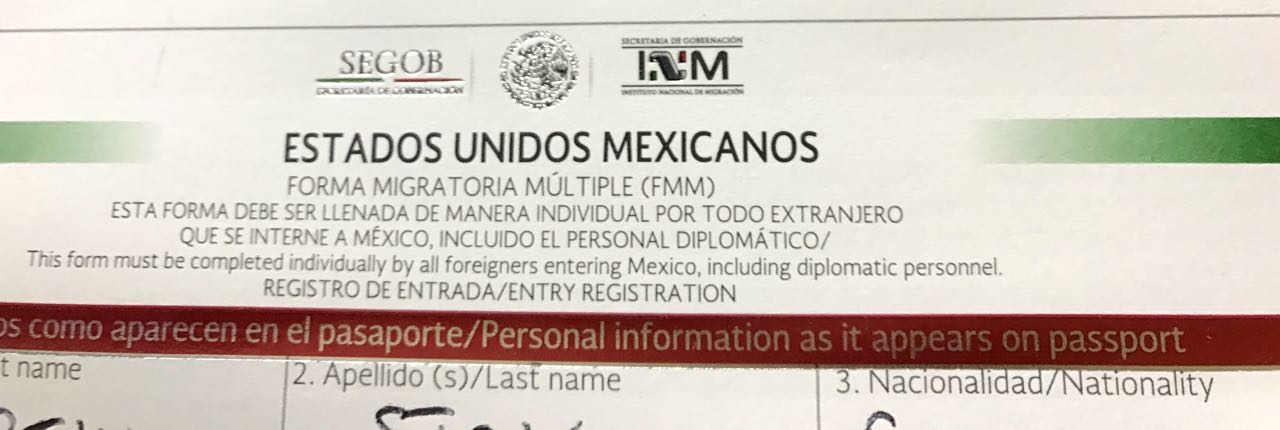 SEGOB
SECRETARÍA DE GOBERNACIÓN
SECRETARÍA DE GOBERNACIÓN
INM
INSTITUTO NACIONAL DE MIGRACIÓN
ESTADOS UNIDOS MEXICANOS
FORMA MIGRATORIA MÚLTIPLE (FMM)
ESTA FORMA DEBE SER LLENADA DE MANERA INDIVIDUAL POR TODO EXTRANJERO
QUE SE INTERNE A MÉXICO, INCLUIDO EL PERSONAL DIPLOMÁTICO/
This form must be completed individually by all foreigners entering Mexico, including diplomatic personnel.
REGISTRO DE ENTRADA/ENTRY REGISTRATION
como aparecen en el pasaporte/Personal information as it appears on passport
name
2. Apellido (s)/Last name
3. Nacionalidad/Nationality